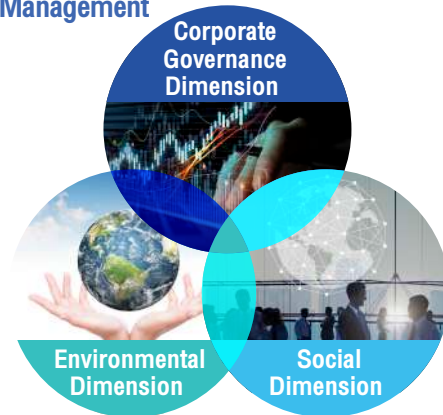 Management
Corporate
Governance
Dimension
Environmental
Dimension
Social
Dimension